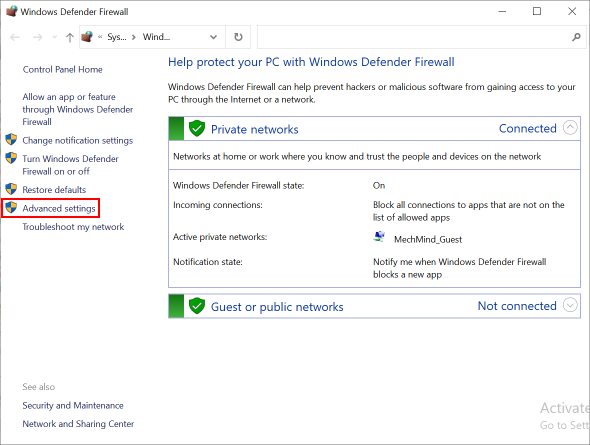 Windows Defender Firewall
« Sys... > Wind...
Control Panel Home
Allow an app or feature
through Windows Defender
Firewall
Change notification settings
Turn Windows Defender
Firewall on or off
Restore defaults
Advanced settings
Troubleshoot my network
Help protect your PC with Windows Defender Firewall
Windows Defender Firewall can help prevent hackers or malicious software from gaining access to your
PC through the Internet or a network.
Private networks Connected
Networks at home or work where you know and trust the people and devices on the network
Windows Defender Firewall state: On
Incoming connections: Block all connections to apps that are not on
the list of allowed apps
Active private networks: MechMind_Guest
Notification state: Notify me when Windows Defender Firewall
blocks a new app
Guest or public networks Not connected
See also
Security and Maintenance
Network and Sharing Center
Activate
Go to Sett